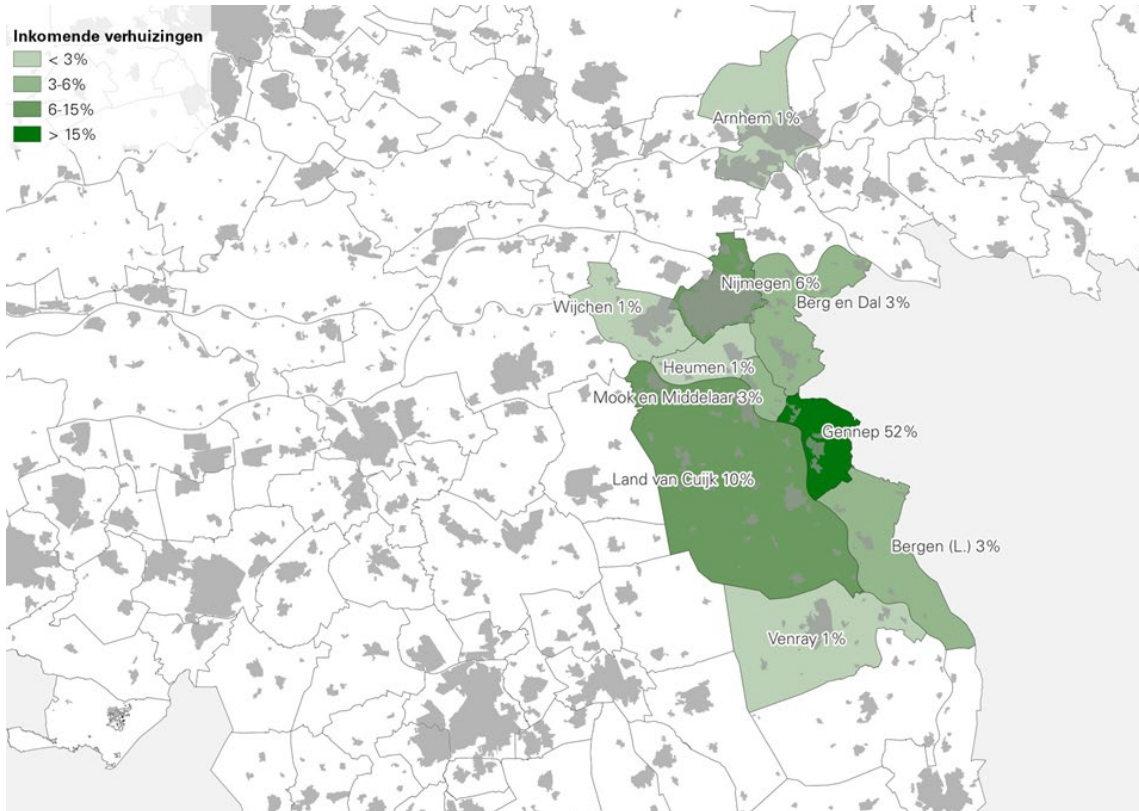 Inkomende verhuizingen
< 3%
3-6%
6-15%
> 15%
Arnhem 1%
Nijmegen 6%
Berg en Dal 3%
Wijchen 1%
Heumen 1%
Mook en Middelaar 3%
Gennep 52%
Land van Cuijk 10%
Bergen (L.) 3%
Venray 1%